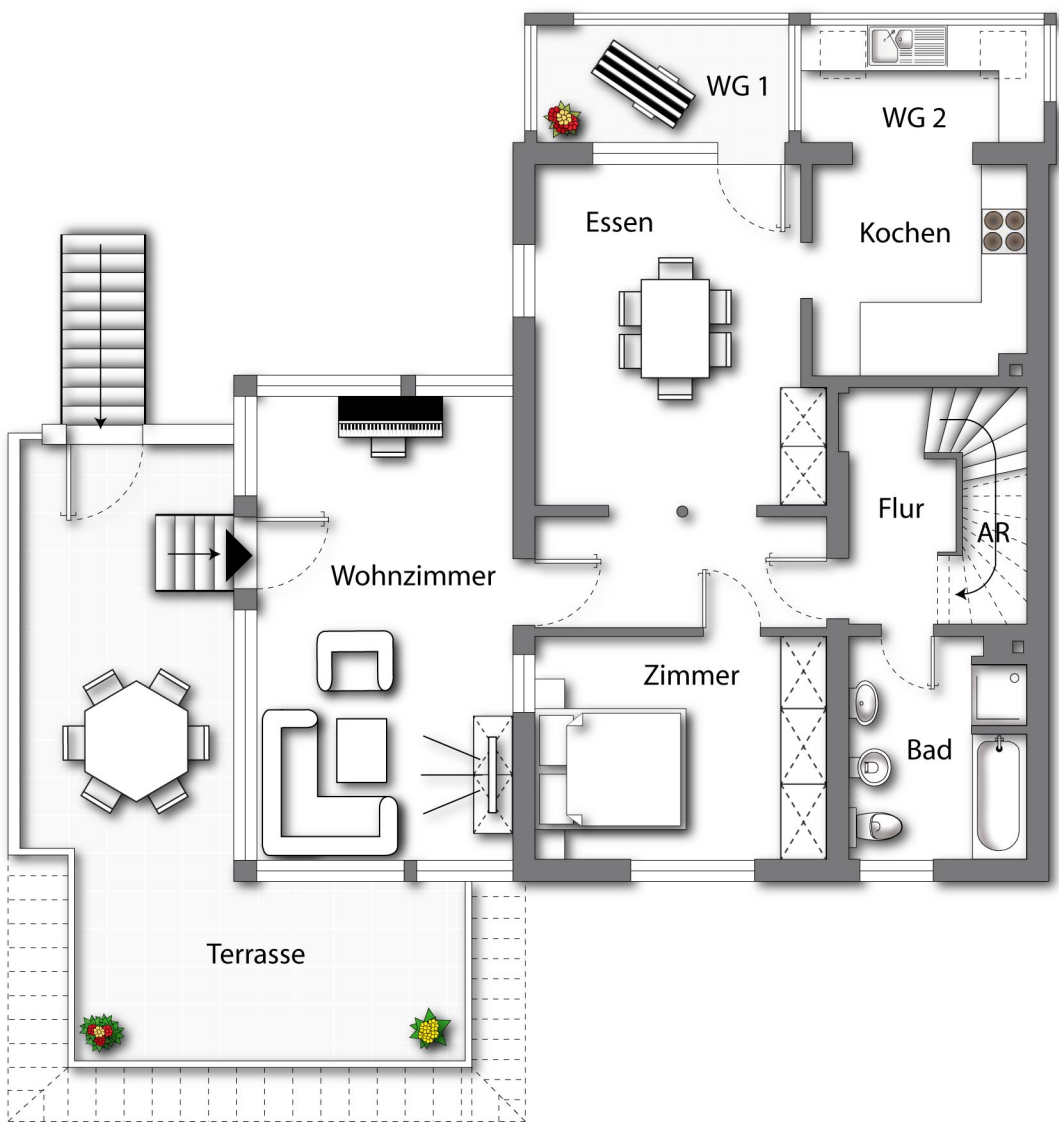 WG 1
WG 2
Essen
Kochen
Flur
AR
Wohnzimmer
Zimmer
Bad
Terrasse